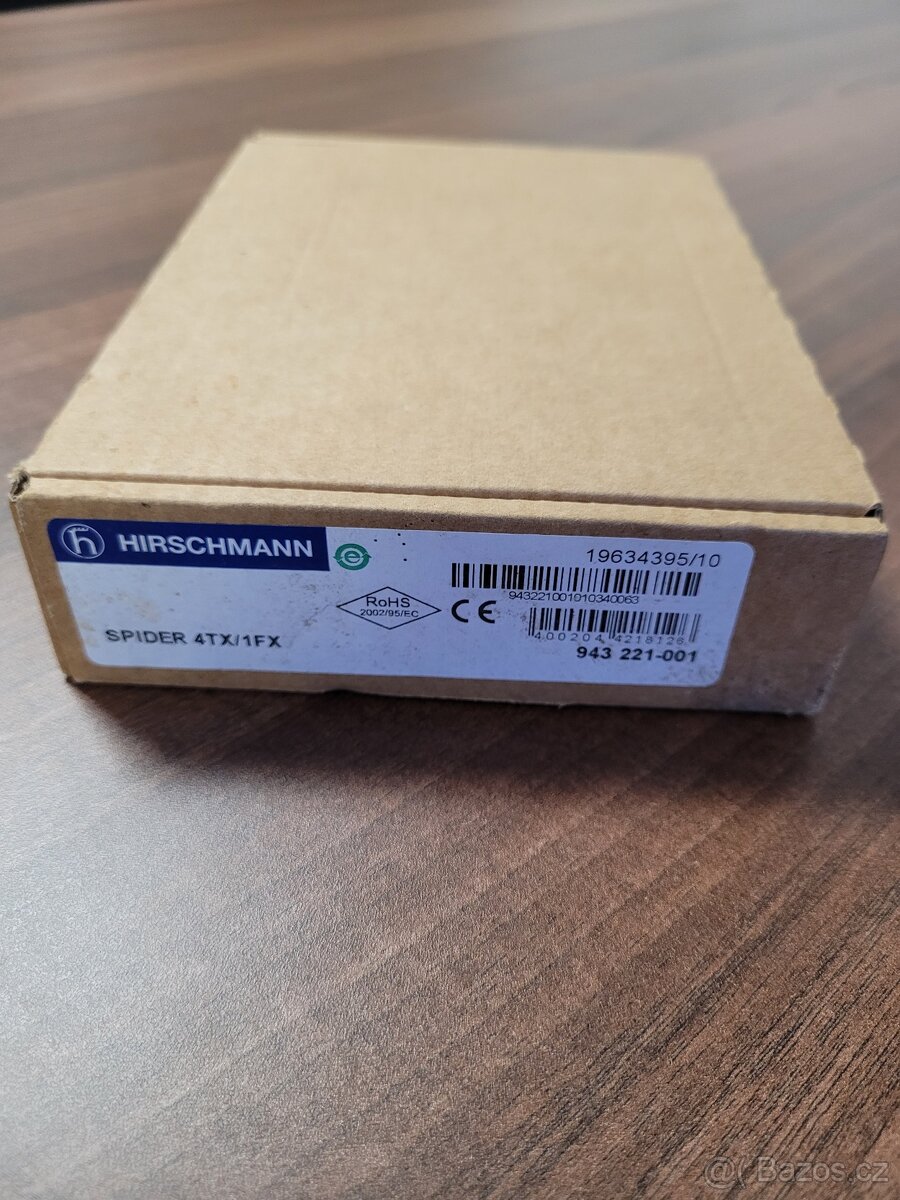 HIRSCHMANN
19634395/10
943221001910340063
RoHS
2002/95/EC
CE
SPIDER 4TX/1FX
400204 4218126
943 221-001
@( Bazos.cz